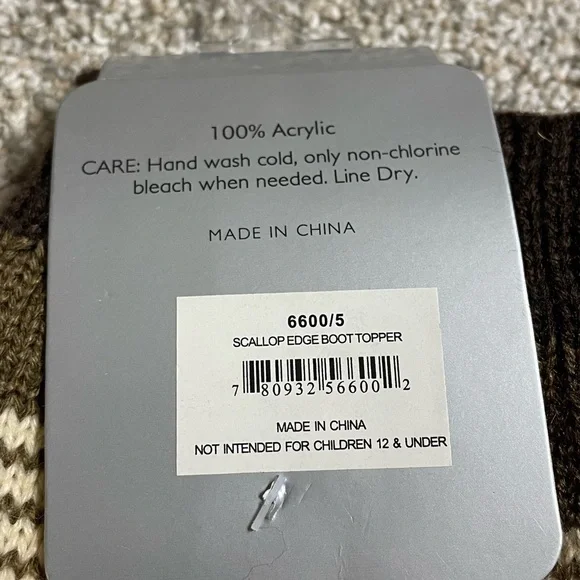 100% Acrylic
CARE: Hand wash cold, only non-chlorine
bleach when needed. Line Dry.
MADE IN CHINA
6600/5
SCALLOP EDGE BOOT TOPPER
7 80932 56600 2
MADE IN CHINA
NOT INTENDED FOR CHILDREN 12 & UNDER